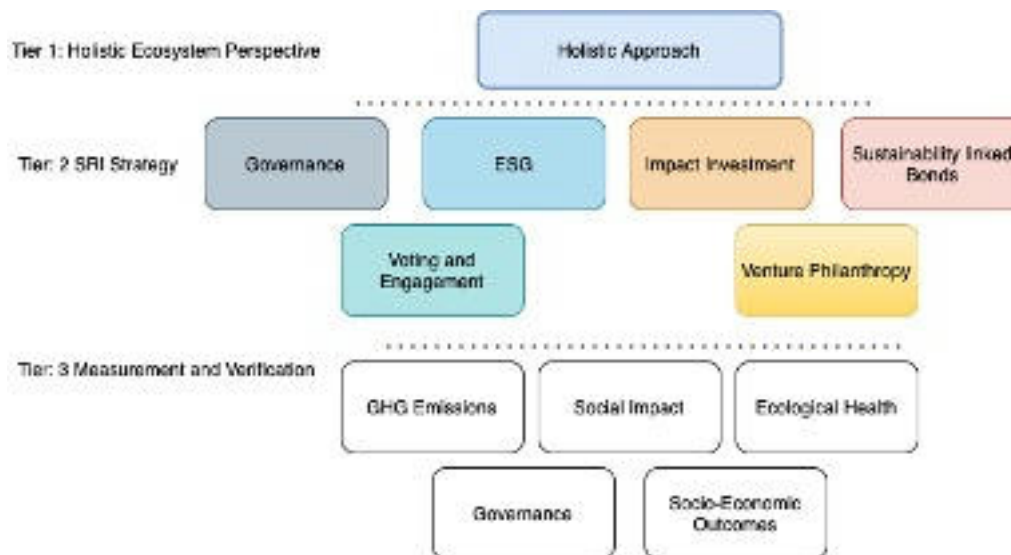 Tier 1: Holistic Ecosystem Perspective
Holistic Approach
Tier: 2 SRI Strategy
Governance
ESG
Impact Investment
Sustainability linked
Bonds
Voting and
Engagement
Venture Philanthropy
Tier: 3 Measurement and Verification
GHG Emissions
Social Impact
Ecological Health
Governance
Socio-Economic
Outcomes